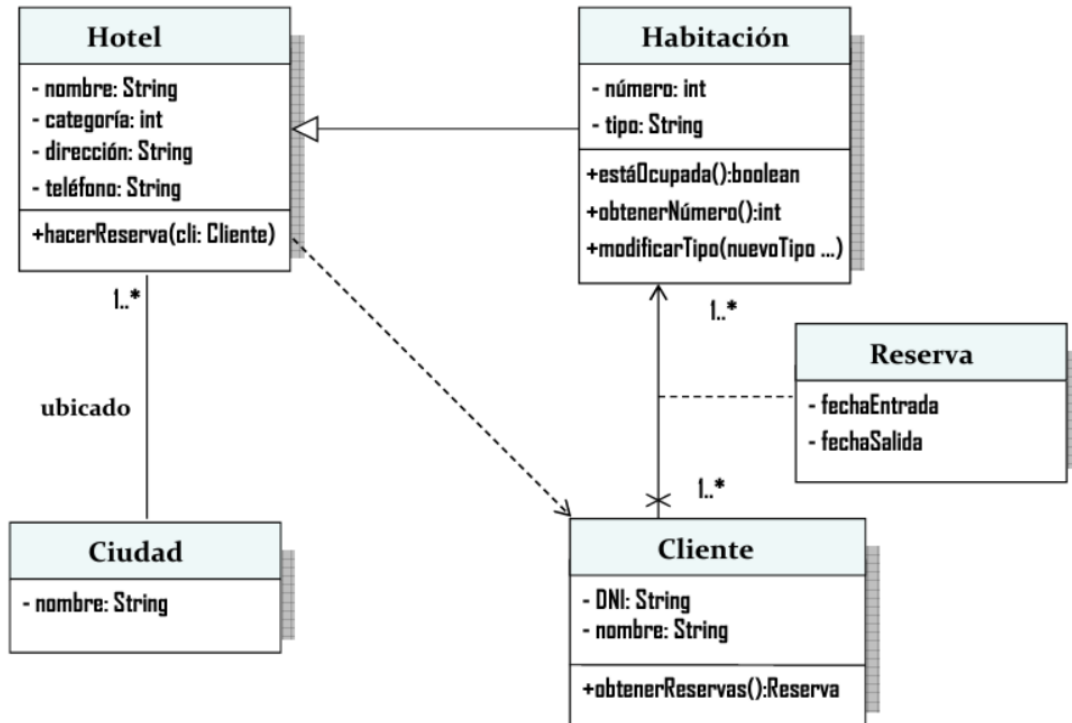 Hotel
- nombre: String
- categoría: int
- dirección: String
- teléfono: String
+hacerReserva(cli: Cliente)
Habitación
- número: int
- tipo: String
+estáOcupada():boolean
+obtenerNúmero():int
+modificarTipo(nuevoTipo ...)
1..*
ubicado
1..*
Reserva
- fechaEntrada
- fechaSalida
1..*
Ciudad
- nombre: String
Cliente
- DNI: String
- nombre: String
+obtenerReservas():Reserva